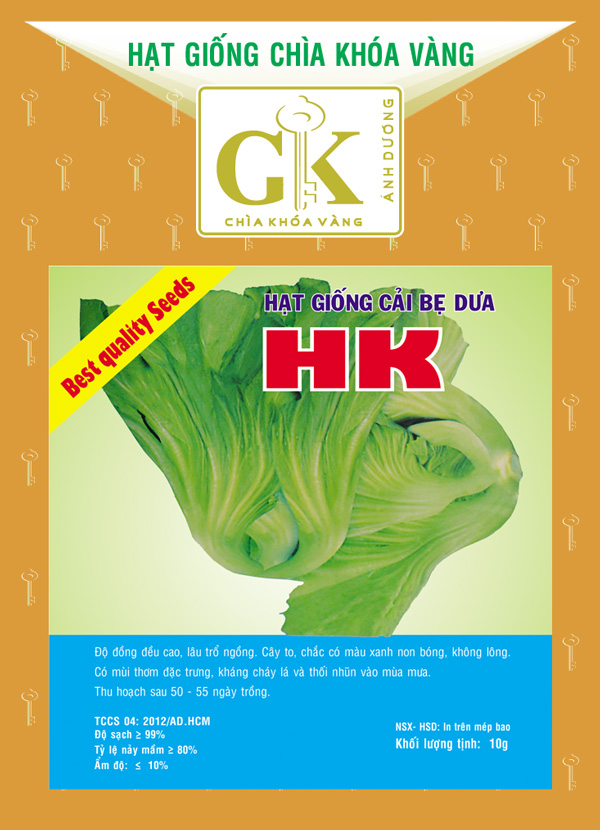 HẠT GIỐNG CHÌA KHÓA VÀNG
GK
ÁNH DƯƠNG
CHÌA KHÓA VÀNG
Best quality Seeds
HẠT GIỐNG CẢI BẸ DƯA
HK
Độ đồng đều cao, lâu trổ ngồng. Cây to, chắc có màu xanh non bóng, không lông.
Có mùi thơm đặc trưng, kháng cháy lá và thối nhũn vào mùa mưa.
Thu hoạch sau 50 - 55 ngày trồng.
TCCS 04: 2012/AD.HCM
Độ sạch ≥ 99%
Tỷ lệ nảy mầm ≥ 80%
Ẩm độ: ≤ 10%
NSX- HSD: In trên mép bao
Khối lượng tịnh: 10g